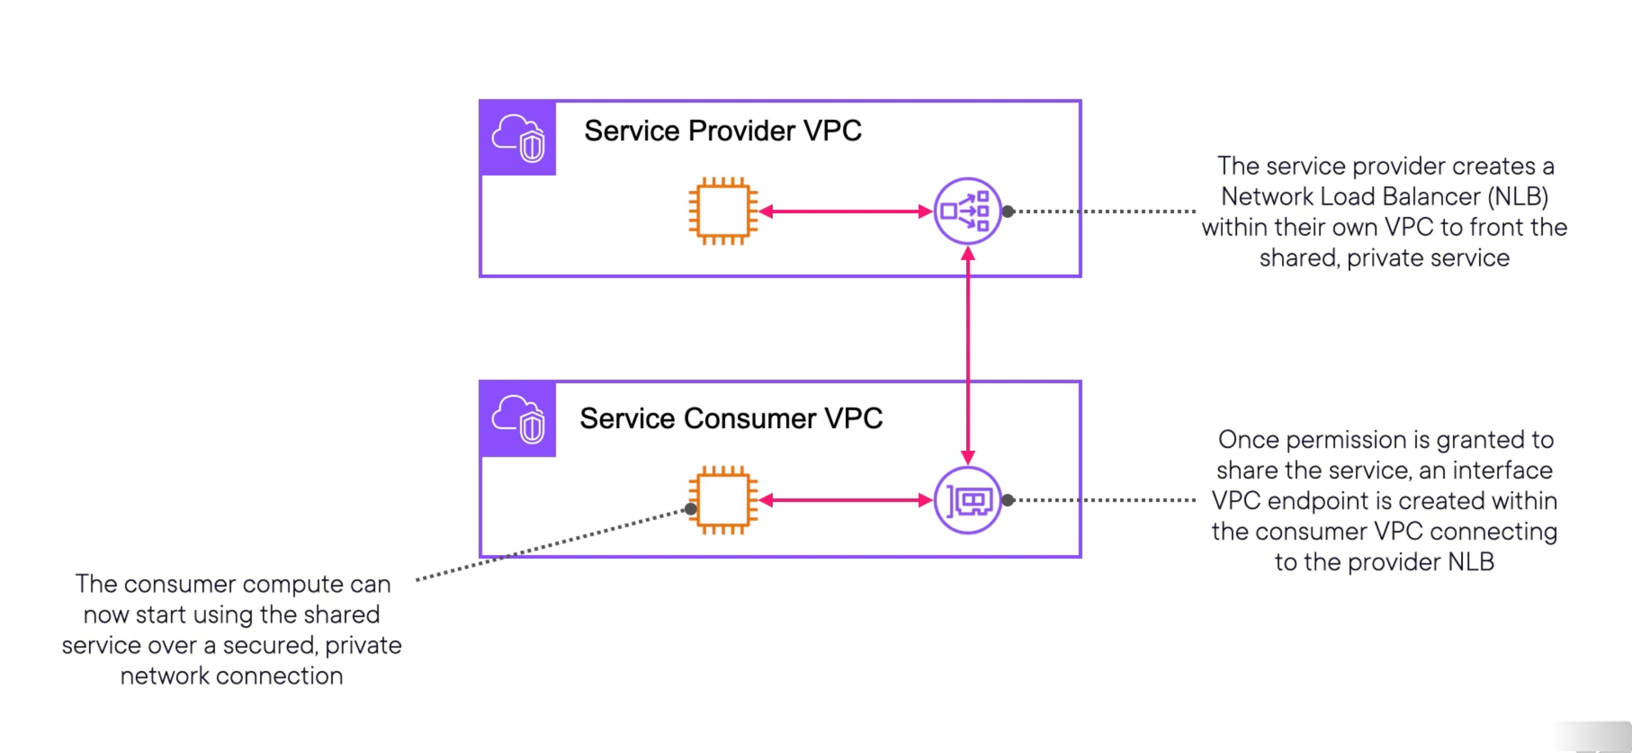 Service Provider VPC
The service provider creates a
Network Load Balancer (NLB)
within their own VPC to front the
shared, private service
Service Consumer VPC
Once permission is granted to
share the service, an interface
VPC endpoint is created within
the consumer VPC connecting
to the provider NLB
The consumer compute can
now start using the shared
service over a secured, private
network connection